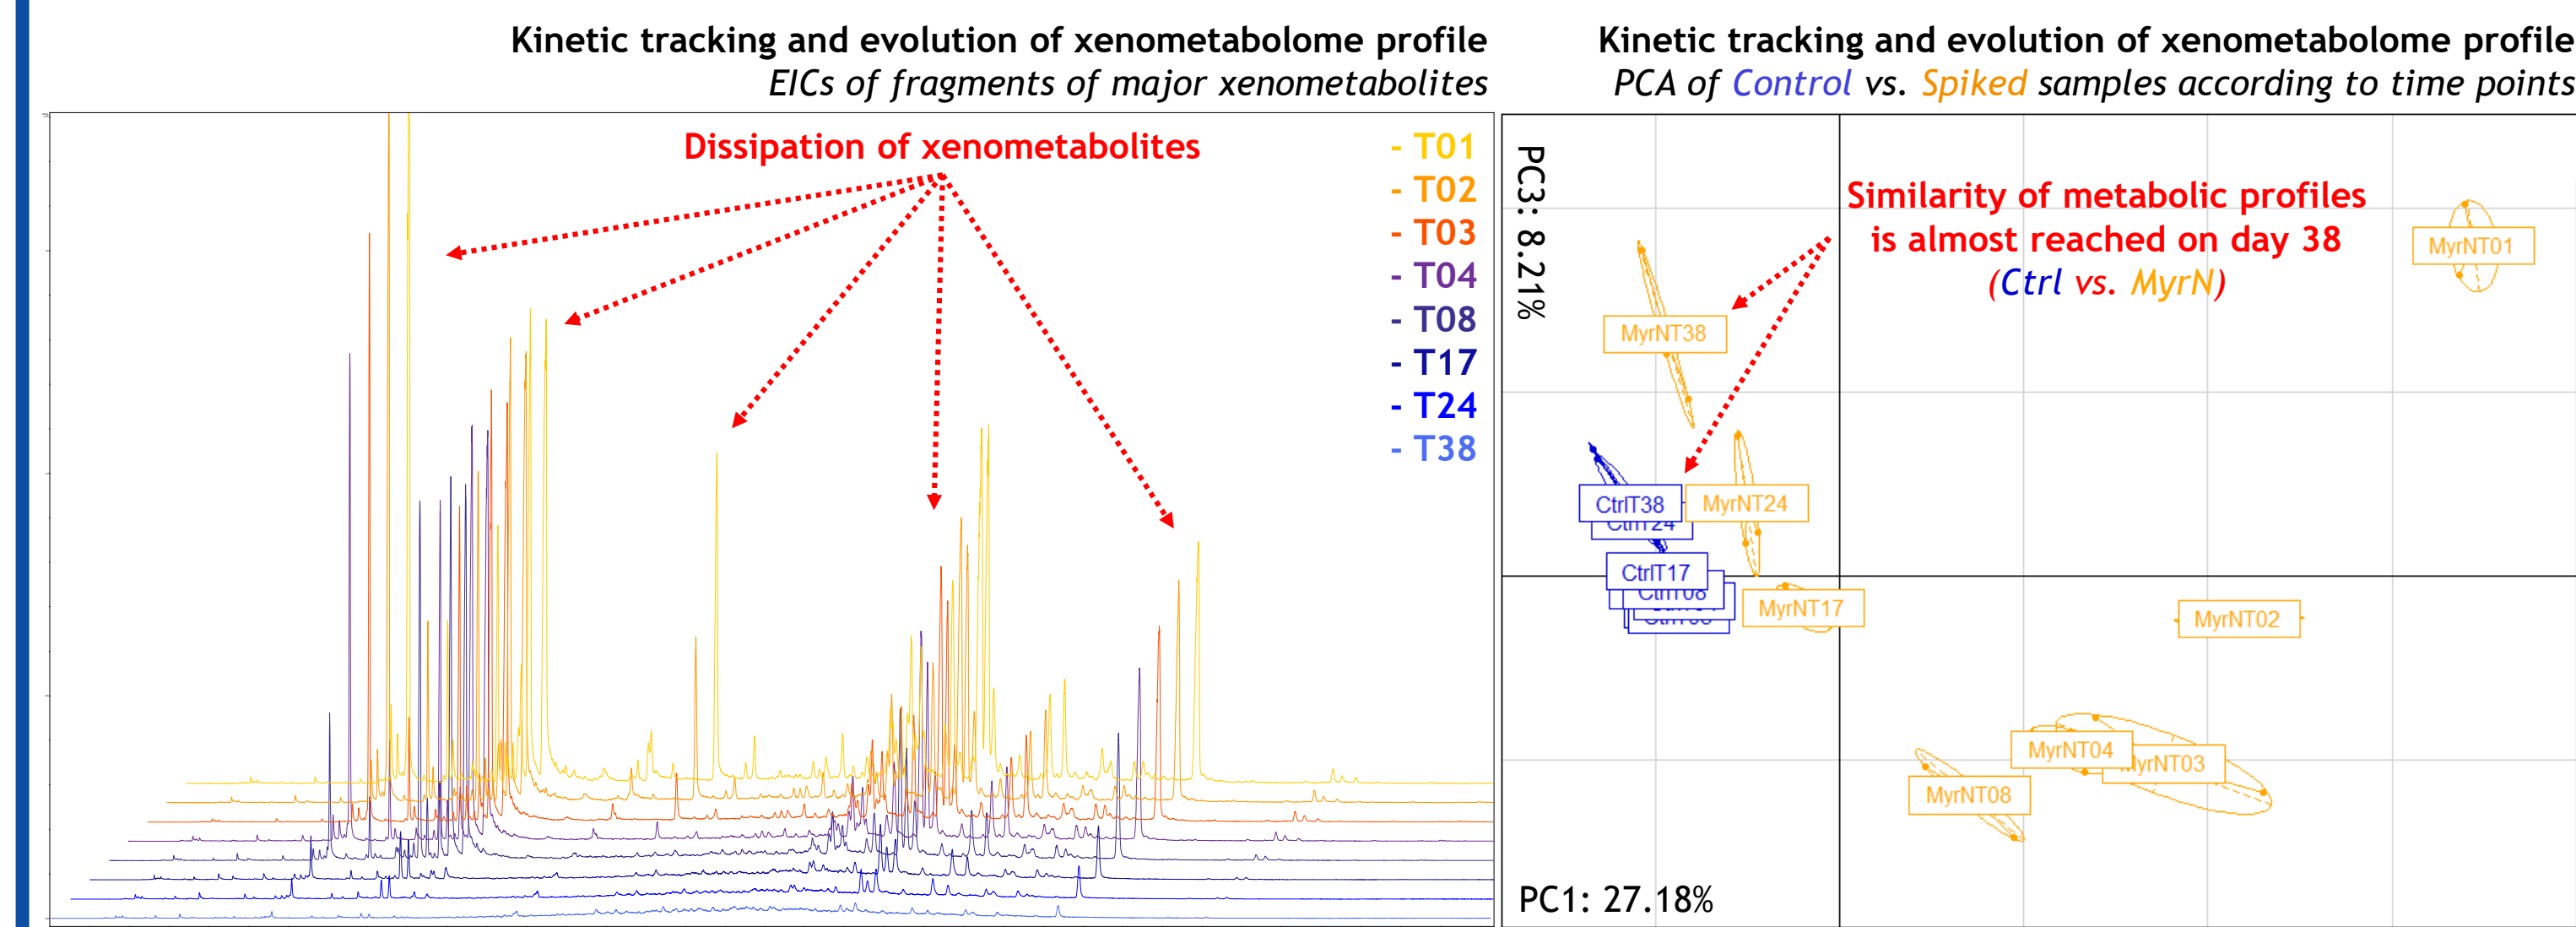 Kinetic tracking and evolution of xenometabolome profile
EICs of fragments of major xenometabolites
Dissipation of xenometabolites
- T01
- T02
- T03
- T04
- T08
- T17
- T24
- T38
Kinetic tracking and evolution of xenometabolome profile
PCA of Control vs. Spiked samples according to time points
PC3: 8.21%
Similarity of metabolic profiles
is almost reached on day 38
(Ctrl vs. MyrN)
MyrNT01
MyrNT38
CtrlT38
MyrNT24
CtrlT24
CtrlT17
CtrlT08
MyrNT17
MyrNT02
MyrNT04
MyrNT03
MyrNT08
PC1: 27.18%